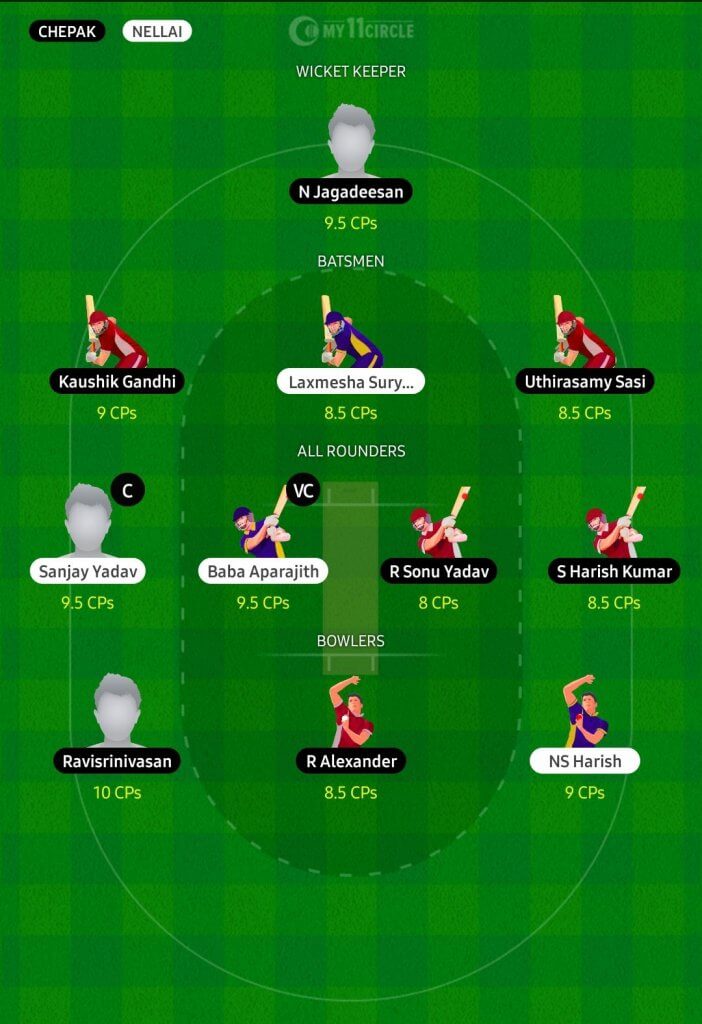 CHEPAK NELLAI MY11CIRCLE
WICKET KEEPER
N Jagadeesan
9.5 CPs
BATSMEN
Kaushik Gandhi Laxmesha Sury... Uthirasamy Sasi
9 CPs 8.5 CPs 8.5 CPs
ALL ROUNDERS
C VC
Sanjay Yadav Baba Aparajith R Sonu Yadav S Harish Kumar
9.5 CPs 9.5 CPs 8 CPs 8.5 CPs
BOWLERS
Ravisrinivasan R Alexander NS Harish
10 CPs 8.5 CPs 9 CPs